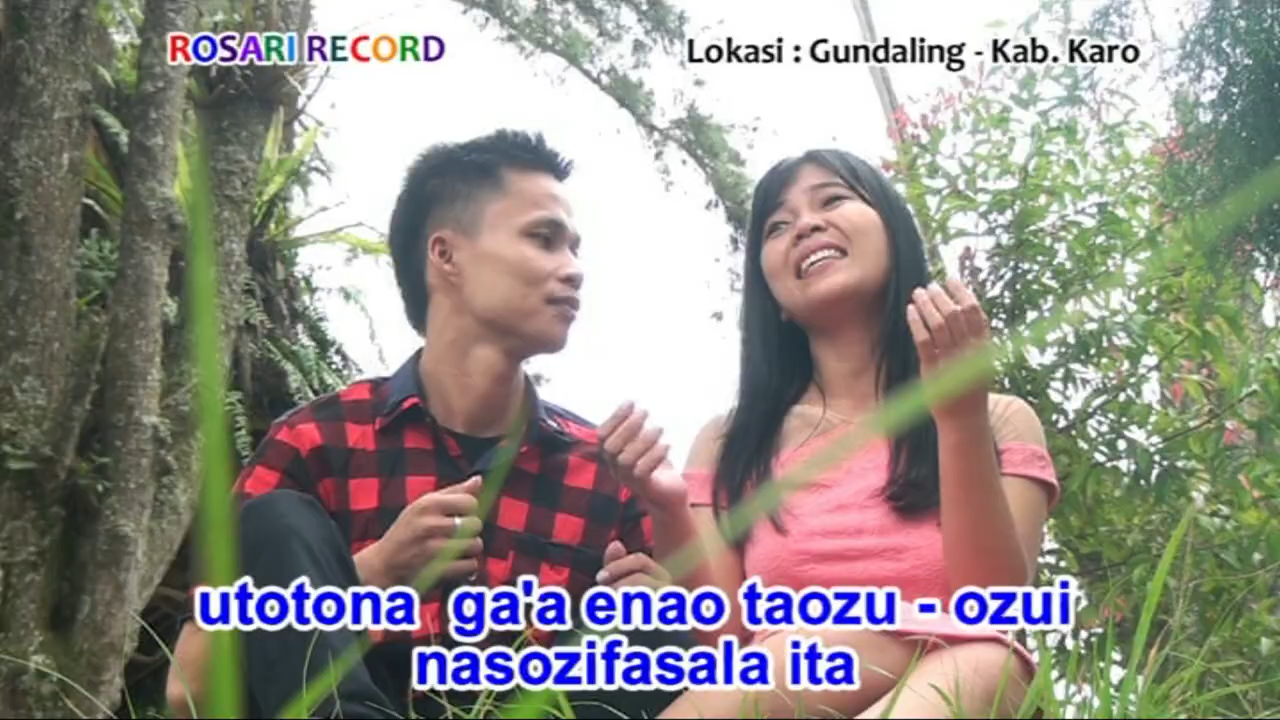 ROSARI RECORD
Lokasi : Gundaling - Kab. Karo
utotona ga'a enao taozu - ozui
nasozifasala ita